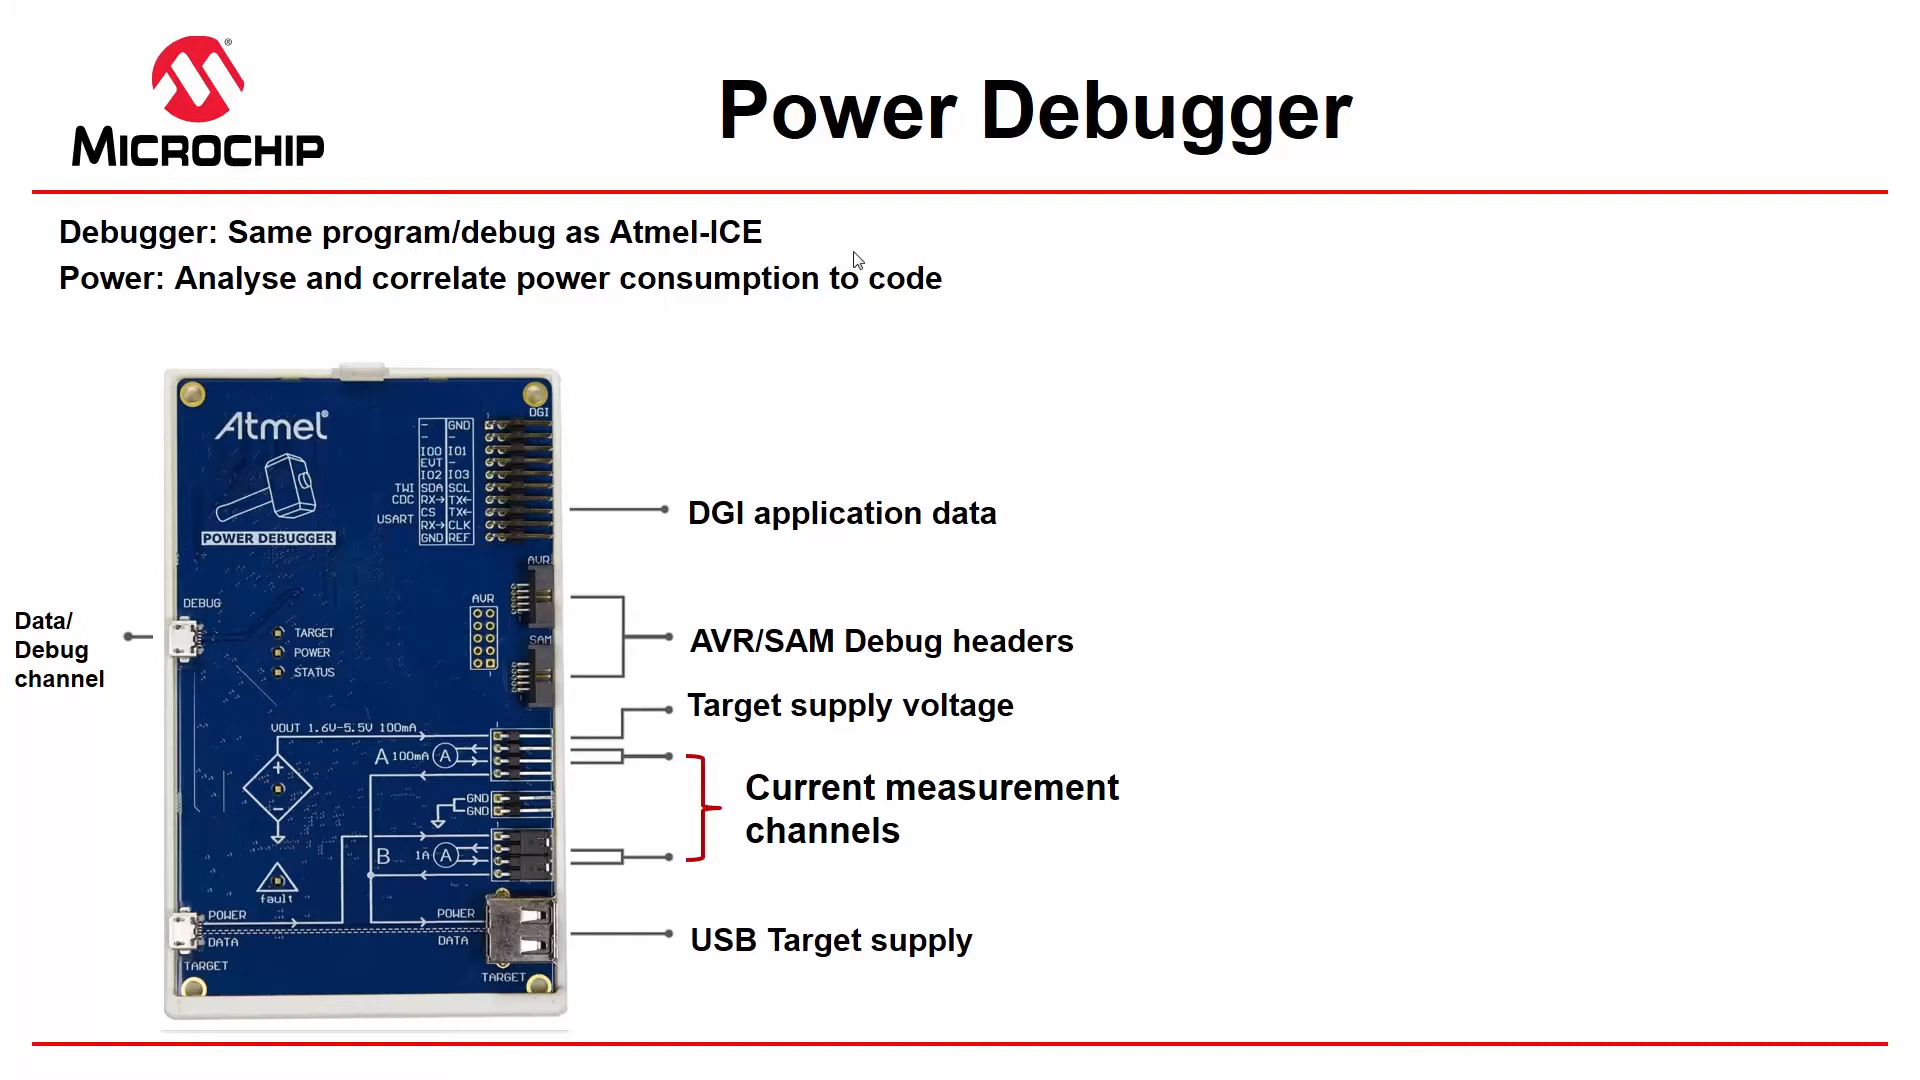 MICROCHIP
®
Power Debugger
Debugger: Same program/debug as Atmel-ICE
Power: Analyse and correlate power consumption to code
Atmel®
POWER DEBUGGER
DGI
1
- GND
- -
IO0 IO1
EVT -
IO2 IO3
TWI SDA SCL
CDC RX→ TX←
USART CS TX←
RX→ CLK
GND REF
DGI application data
AVR
AVR
SAM
1
AVR/SAM Debug headers
DEBUG
TARGET
POWER
STATUS
Data/
Debug
channel
Target supply voltage
VOUT 1.6V-5.5V 100mA
1
A 100mA A
+
-
GND
GND
1
B 1A A
Current measurement
channels
fault
POWER
DATA
TARGET
POWER
DATA
TARGET
USB Target supply